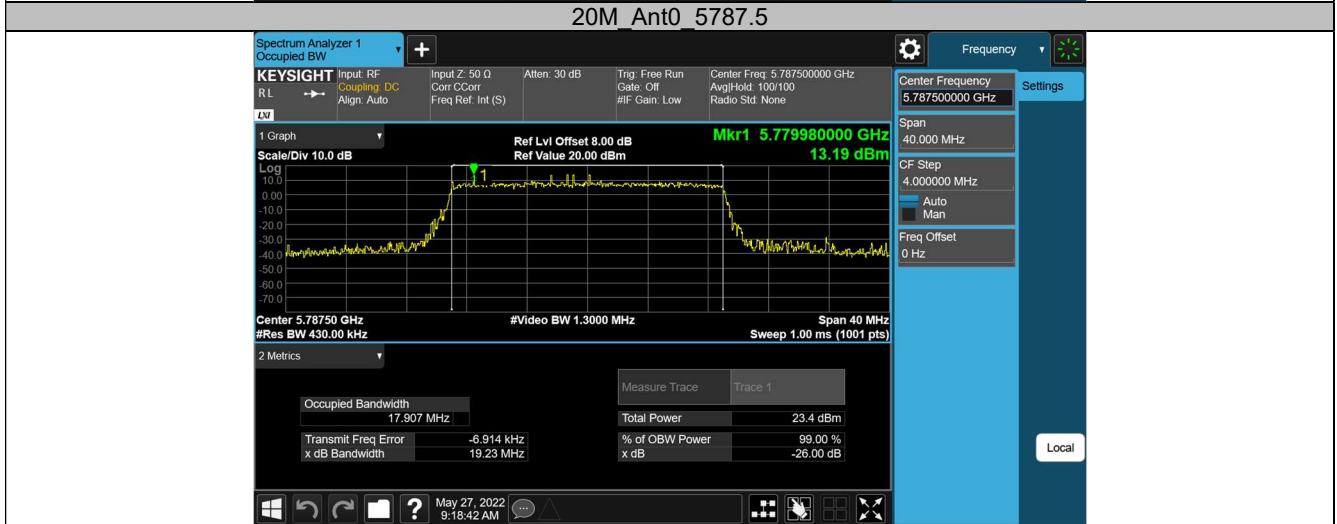 20M_Ant0_5787.5
Spectrum Analyzer 1
Occupied BW
+
Frequency
KEYSIGHT
R L
LXI
Input: RF
Coupling: DC
Align: Auto
Input Z: 50 Ω
Corr CCorr
Freq Ref: Int (S)
Atten: 30 dB
Trig: Free Run
Gate: Off
#IF Gain: Low
Center Freq: 5.787500000 GHz
Avg|Hold: 100/100
Radio Std: None
Center Frequency
5.787500000 GHz
Settings
Span
40.000 MHz
CF Step
4.000000 MHz
Auto
Man
Freq Offset
0 Hz
1 Graph
Scale/Div 10.0 dB
Ref Lvl Offset 8.00 dB
Ref Value 20.00 dBm
Mkr1 5.779980000 GHz
13.19 dBm
Log
1
10.0
0.00
-10.0
-20.0
-30.0
-40.0
-50.0
-60.0
-70.0
Center 5.78750 GHz
#Video BW 1.3000 MHz
Span 40 MHz
#Res BW 430.00 kHz
Sweep 1.00 ms (1001 pts)
2 Metrics
Measure Trace Trace 1
Occupied Bandwidth
17.907 MHz
Total Power 23.4 dBm
Transmit Freq Error -6.914 kHz
% of OBW Power 99.00 %
x dB Bandwidth 19.23 MHz
x dB -26.00 dB
Local
?
May 27, 2022
9:18:42 AM